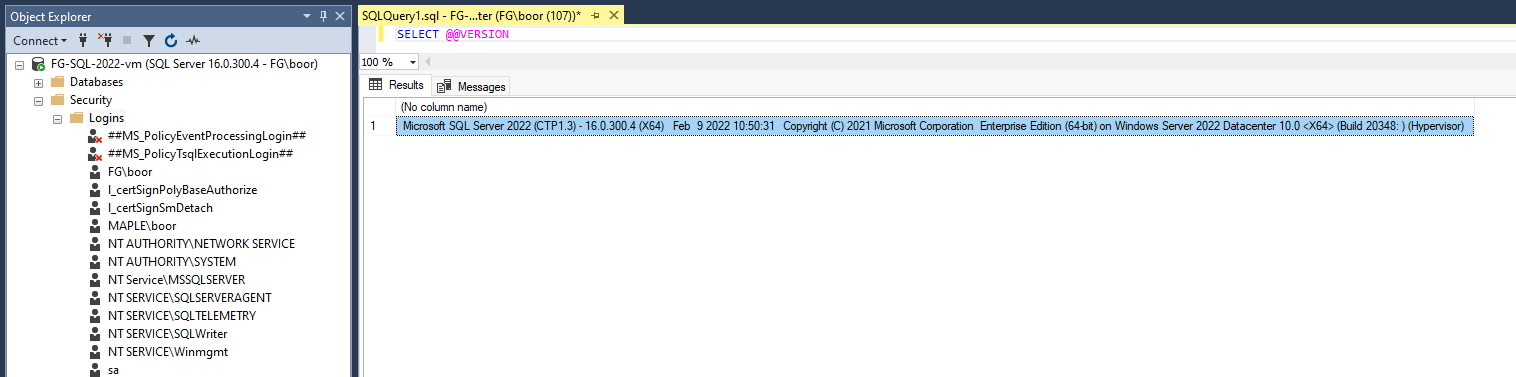 Object Explorer
Connect
FG-SQL-2022-vm (SQL Server 16.0.300.4 - FG\boor)
Databases
Security
Logins
##MS_PolicyEventProcessingLogin##
##MS_PolicyTsqlExecutionLogin##
FG\boor
l_certSignPolyBaseAuthorize
l_certSignSmDetach
MAPLE\boor
NT AUTHORITY\NETWORK SERVICE
NT AUTHORITY\SYSTEM
NT Service\MSSQLSERVER
NT SERVICE\SQLSERVERAGENT
NT SERVICE\SQLTELEMETRY
NT SERVICE\SQLWriter
NT SERVICE\Winmgmt
sa
SQLQuery1.sql - FG-...ter (FG\boor (107))*
SELECT @@VERSION
100 %
Results Messages
(No column name)
1 Microsoft SQL Server 2022 (CTP1.3) - 16.0.300.4 (X64) Feb 9 2022 10:50:31 Copyright (C) 2021 Microsoft Corporation Enterprise Edition (64-bit) on Windows Server 2022 Datacenter 10.0 <X64> (Build 20348: ) (Hypervisor)